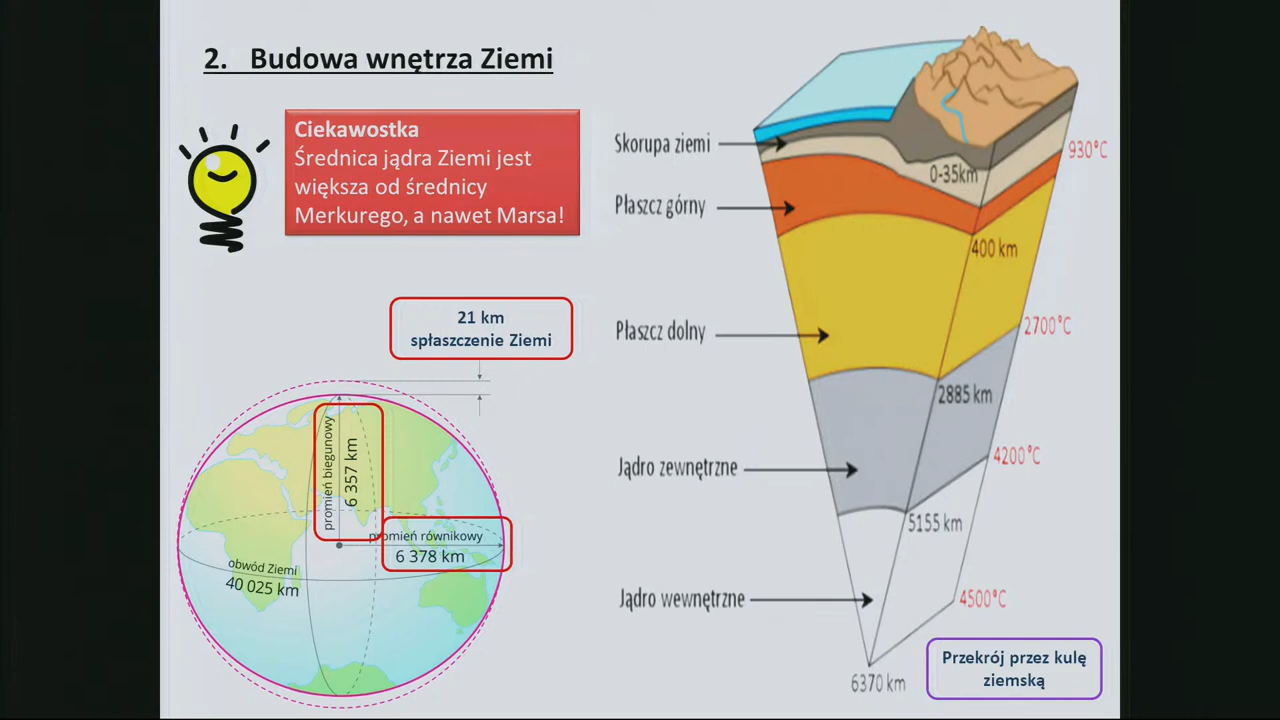 2. Budowa wnętrza Ziemi
Ciekawostka
Średnica jądra Ziemi jest
większa od średnicy
Merkurego, a nawet Marsa!
21 km
spłaszczenie Ziemi
promień biegunowy
6 357 km
promień równikowy
6 378 km
obwód Ziemi
40 025 km
Skorupa ziemi
Płaszcz górny
Płaszcz dolny
Jądro zewnętrzne
Jądro wewnętrzne
0-35km
400 km
2885 km
5155 km
6370 km
930°C
2700°C
4200°C
4500°C
Przekrój przez kulę
ziemską